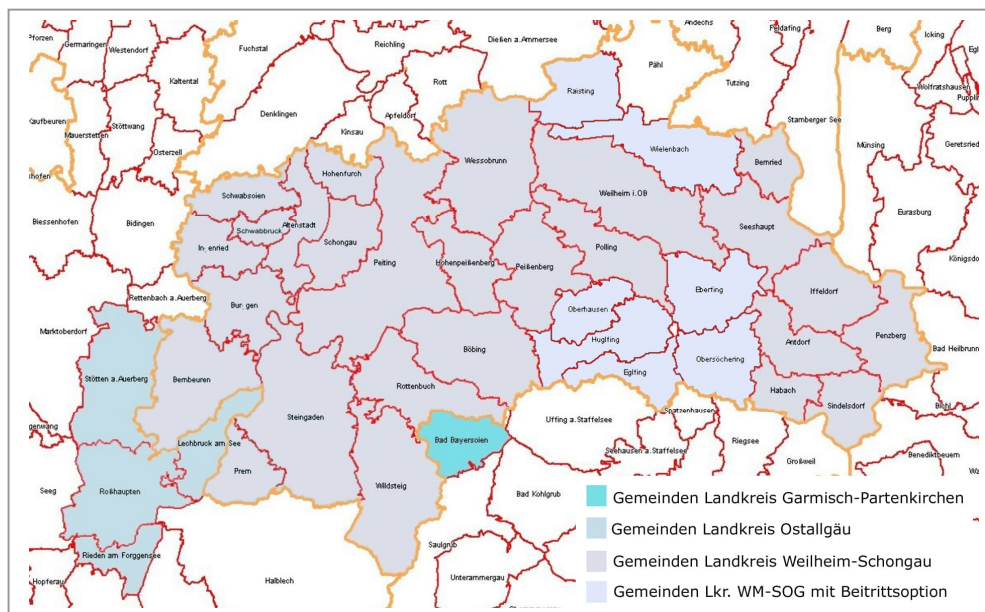 Pforzen
Germaringen
Westendorf
Fuchstal
Reichling
Dießen a.Ammersee
Andechs
Feldafing
Berg
Icking
Kaltental
Rott
Raisting
Pähl
Tutzing
Wolfratshausen
Denklingen
Apfeldorf
Kinsau
Starnberger See
Mauerstetten
Stöttwang
Osterzell
Wessobrunn
Wielenbach
Bernried
Münsing
Geretsried
Hohenfurch
Schwabsoien
Weilheim i.OB
Biessenhofen
Bidingen
Schwabbruck
Altenstadt
Schongau
Seeshaupt
Eurasburg
Peiting
Hohenpeißenberg
Peißenberg
Polling
Königsdo
Rettenbach a.Auerberg
Eberfing
Iffeldorf
Oberhausen
Marktoberdorf
Huglfing
Antdorf
Penzberg
Bad Heilbrunn
Böbing
Obersöchering
Stötten a.Auerberg
Bernbeuren
Eglfing
Rottenbuch
Habach
Sindelsdorf
Steingaden
Uffing a.Staffelsee
Spatzenhausen
Lechbruck am See
Bad Bayersoien
Riegsee
Seehausen a.Staffelsee
Benediktbeuern
Großweil
Prem
Wildsteig
Seeg
Roßhaupten
Bad Kohlgrub
Gemeinden Landkreis Garmisch-Partenkirchen
Gemeinden Landkreis Ostallgäu
Saulgrub
Rieden am Forggensee
Gemeinden Landkreis Weilheim-Schongau
Hopferau
Halblech
Unterammergau
Gemeinden Lkr. WM-SOG mit Beitrittsoption